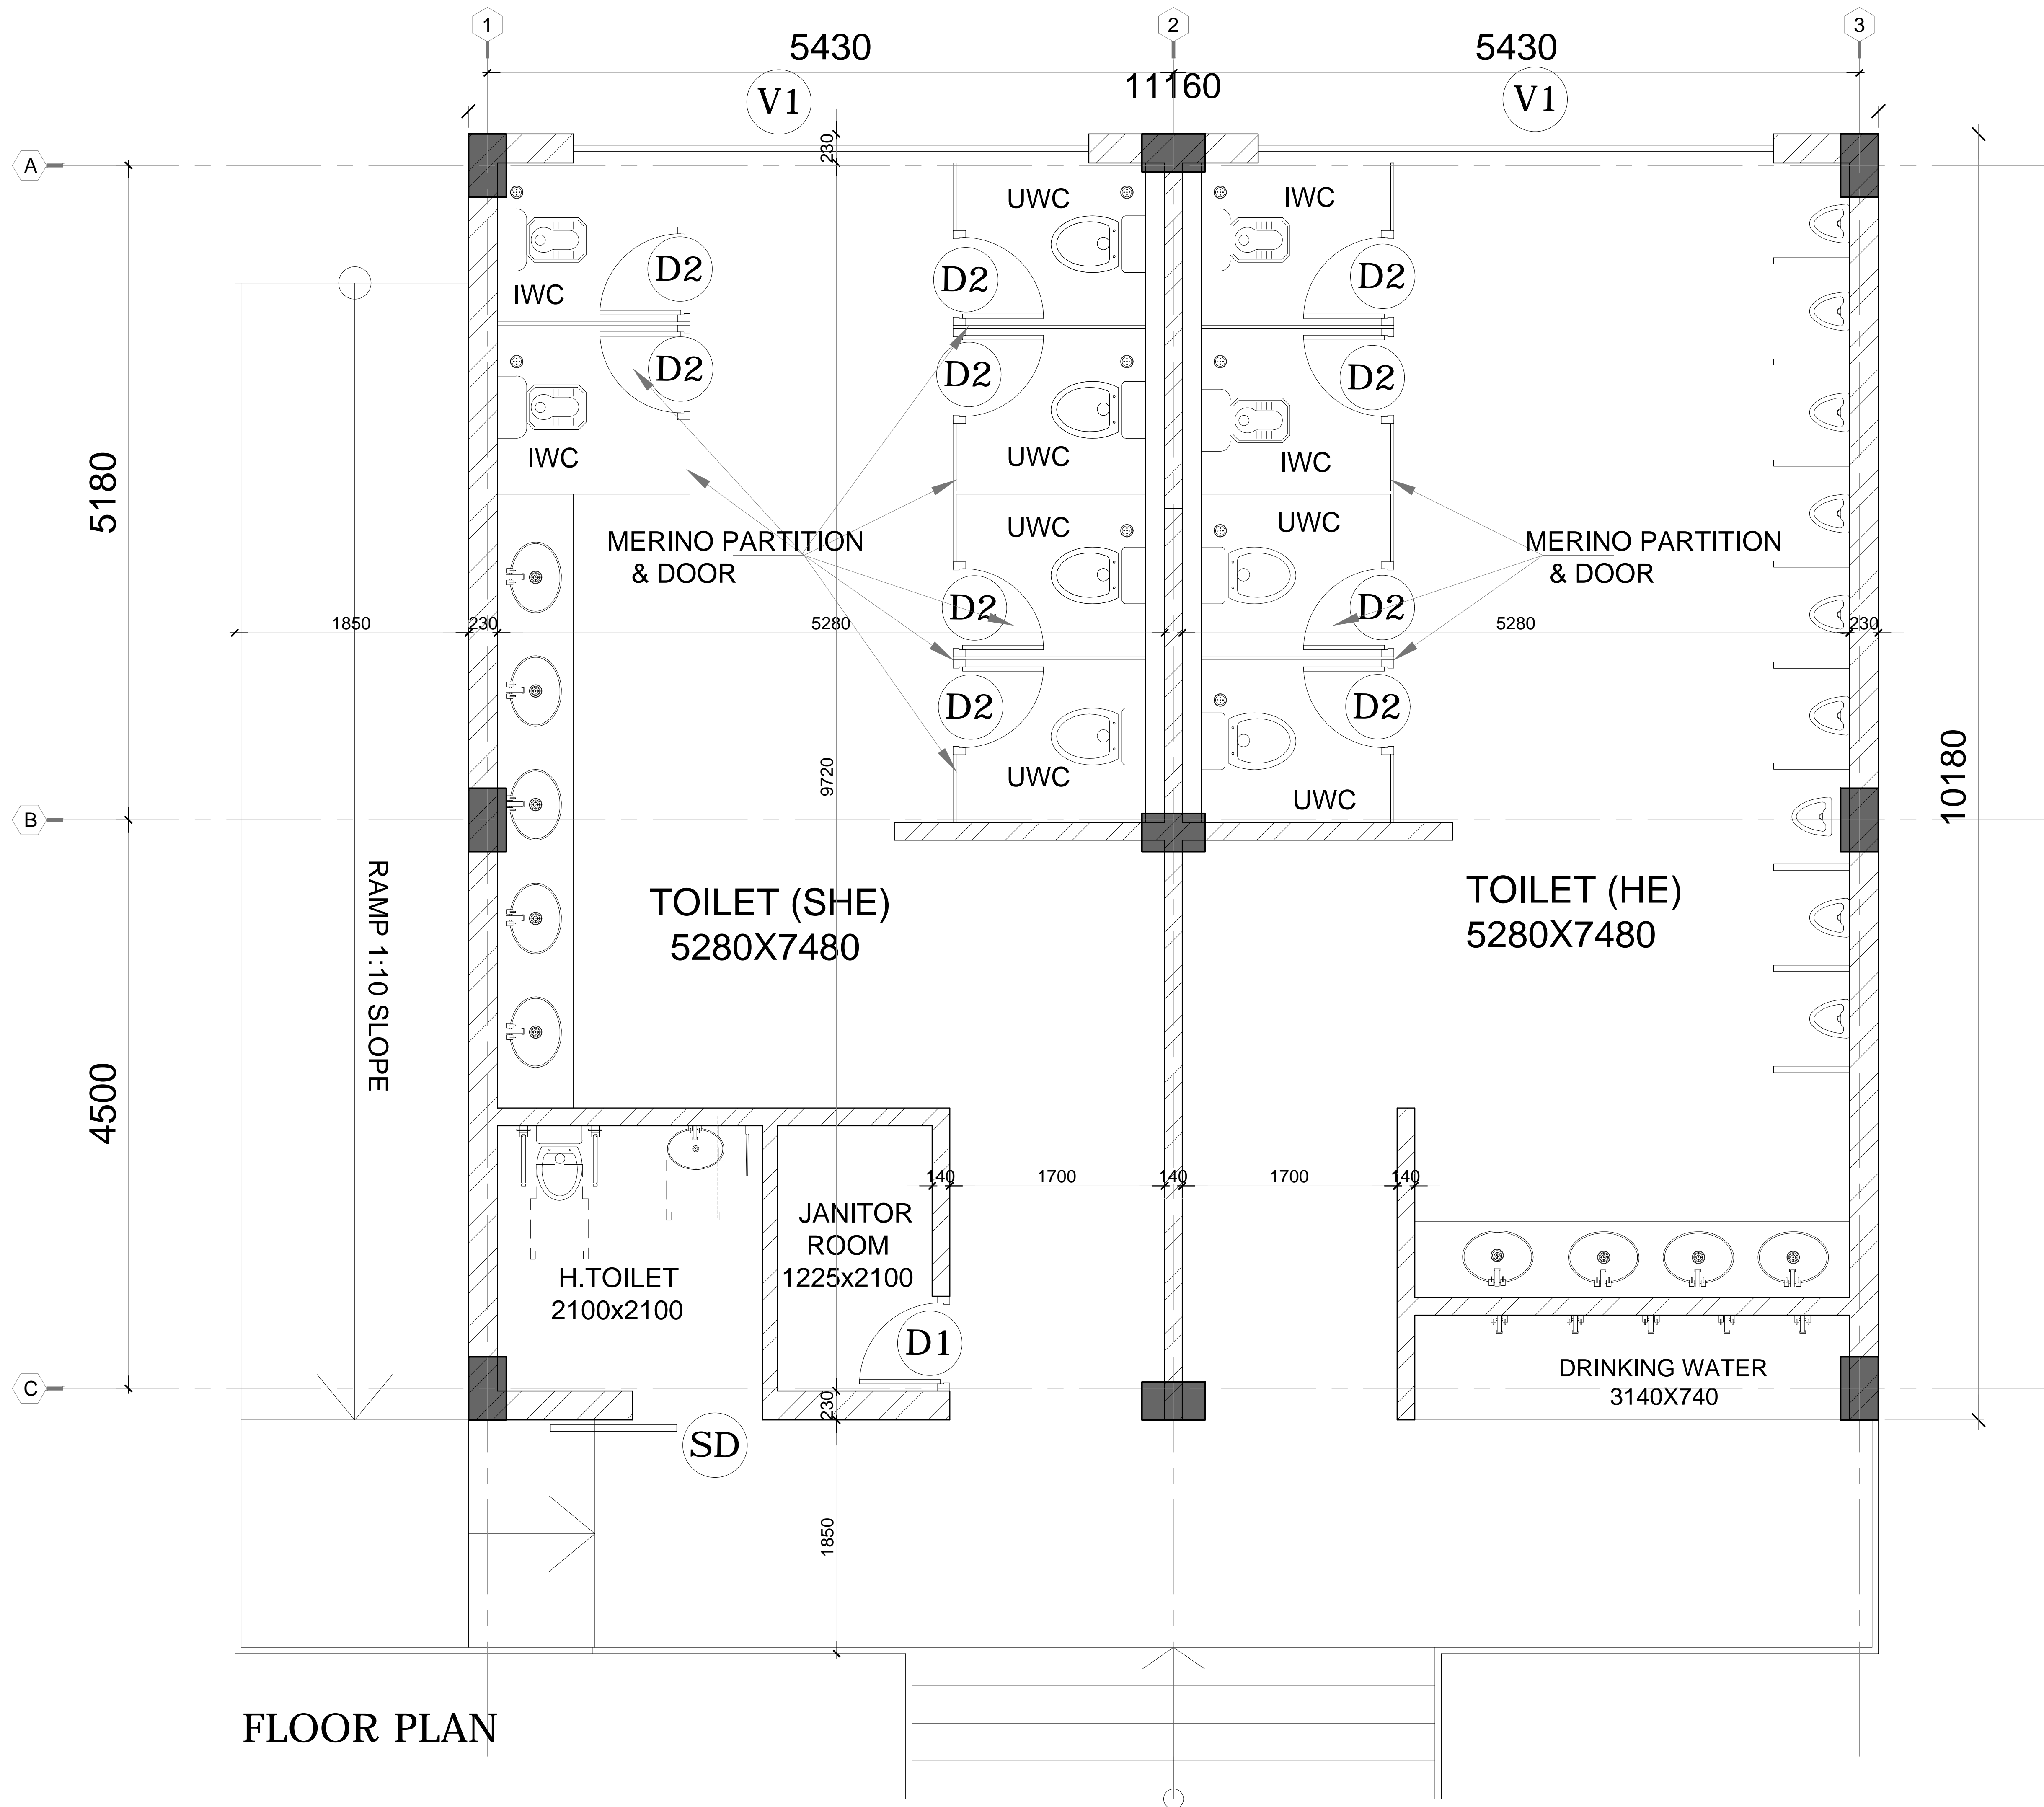 1
2
3
5430
5430
11160
V1
V1
A
230
UWC
IWC
D2
D2
D2
IWC
D2
D2
D2
IWC
UWC
IWC
5180
UWC
UWC
MERINO PARTITION
& DOOR
MERINO PARTITION
& DOOR
D2
D2
1850
230
5280
5280
230
D2
D2
9720
UWC
UWC
10180
B
RAMP 1:10 SLOPE
TOILET (SHE)
5280X7480
TOILET (HE)
5280X7480
4500
140
1700
140
1700
140
JANITOR
ROOM
1225x2100
H.TOILET
2100x2100
D1
DRINKING WATER
3140X740
C
230
SD
1850
FLOOR PLAN